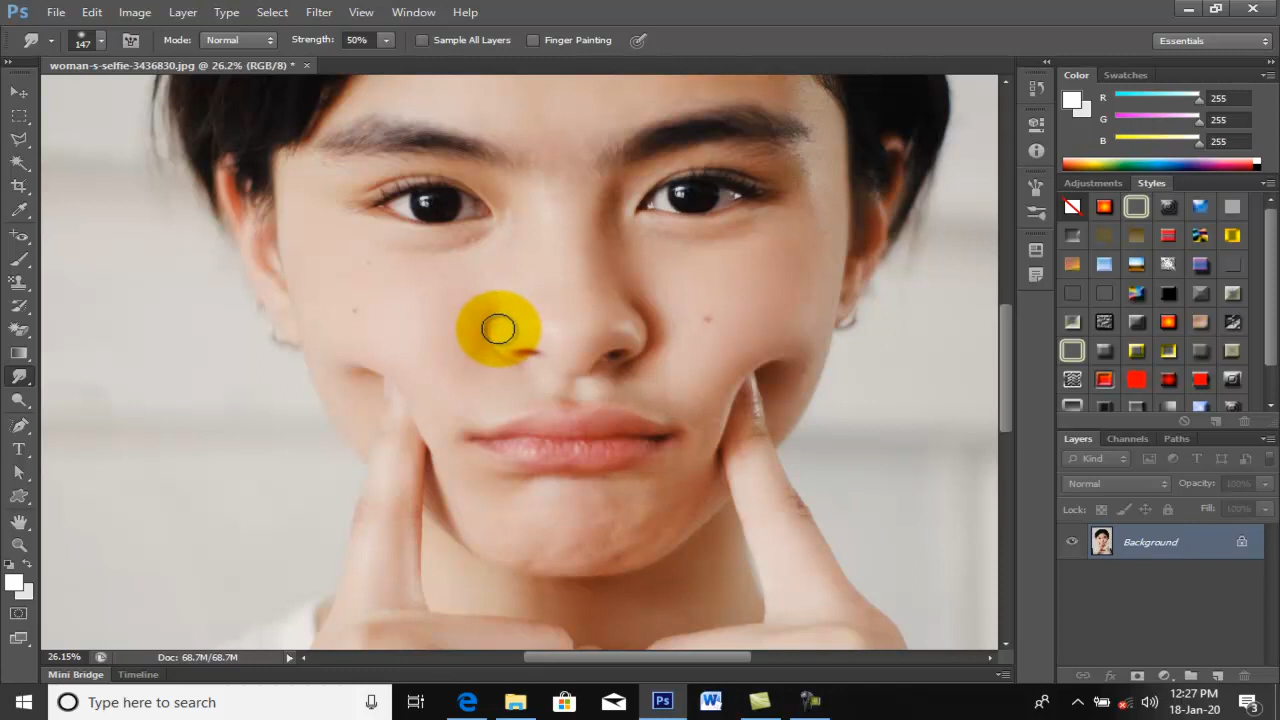 Ps File Edit Image Layer Type Select Filter View Window Help
147 Mode: Normal Strength: 50% Sample All Layers Finger Painting Essentials
woman-s-selfie-3436830.jpg @ 26.2% (RGB/8) * ×
Color Swatches
R 255
G 255
B 255
Adjustments Styles
Layers Channels Paths
Kind
Normal Opacity: 100%
Lock: Fill: 100%
Background
26.15% Doc: 68.7M/68.7M
Mini Bridge Timeline
Type here to search
12:27 PM
18-Jan-20
3